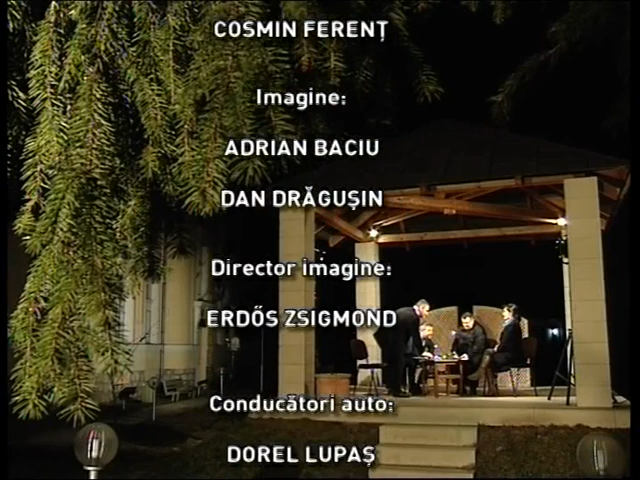 COSMIN FERENȚ
Imagine:
ADRIAN BACIU
DAN DRĂGUȘIN
Director imagine:
ERDŐS ZSIGMOND
Conducători auto:
DOREL LUPAȘ